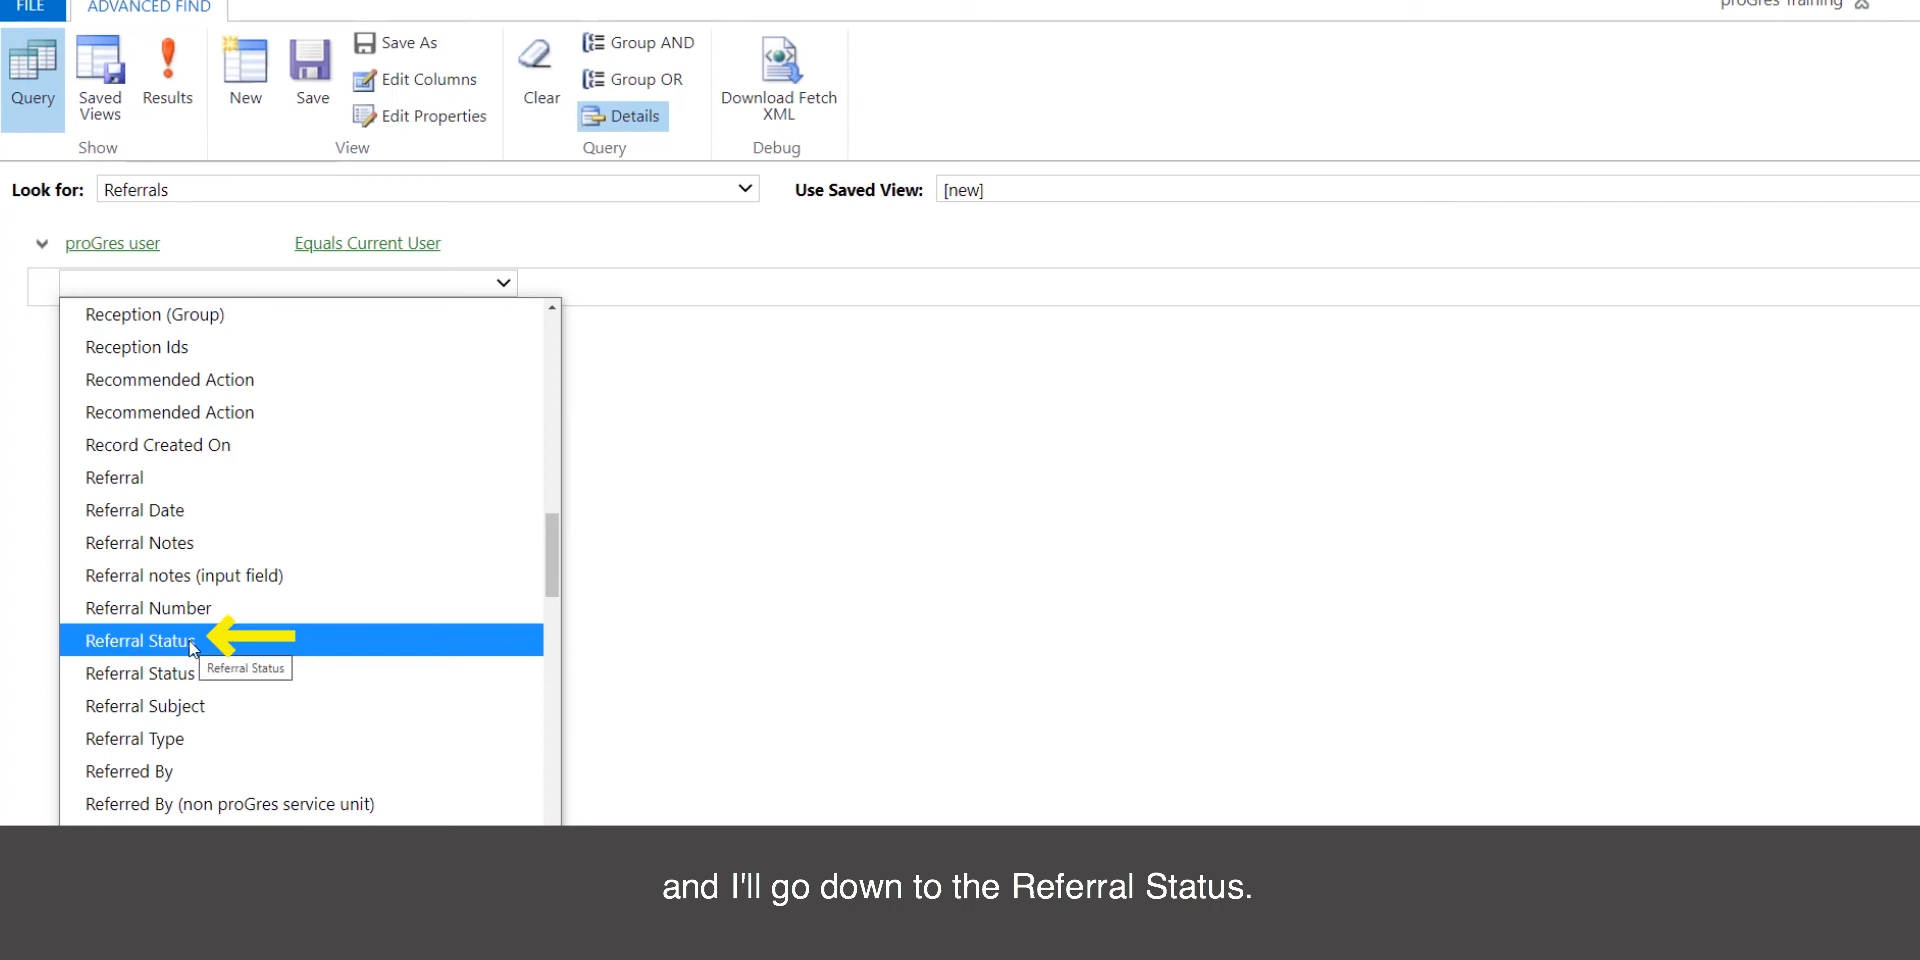 FILE
ADVANCED FIND
proGres Training
Query
Saved Views
Results
Show
New
Save
Save As
Edit Columns
Edit Properties
View
Clear
Group AND
Group OR
Details
Query
Download Fetch XML
Debug
Look for:
Referrals
Use Saved View:
[new]
proGres user
Equals Current User
Reception (Group)
Reception Ids
Recommended Action
Recommended Action
Record Created On
Referral
Referral Date
Referral Notes
Referral notes (input field)
Referral Number
Referral Status
Referral Status
Referral Status
Referral Subject
Referral Type
Referred By
Referred By (non proGres service unit)
and I'll go down to the Referral Status.